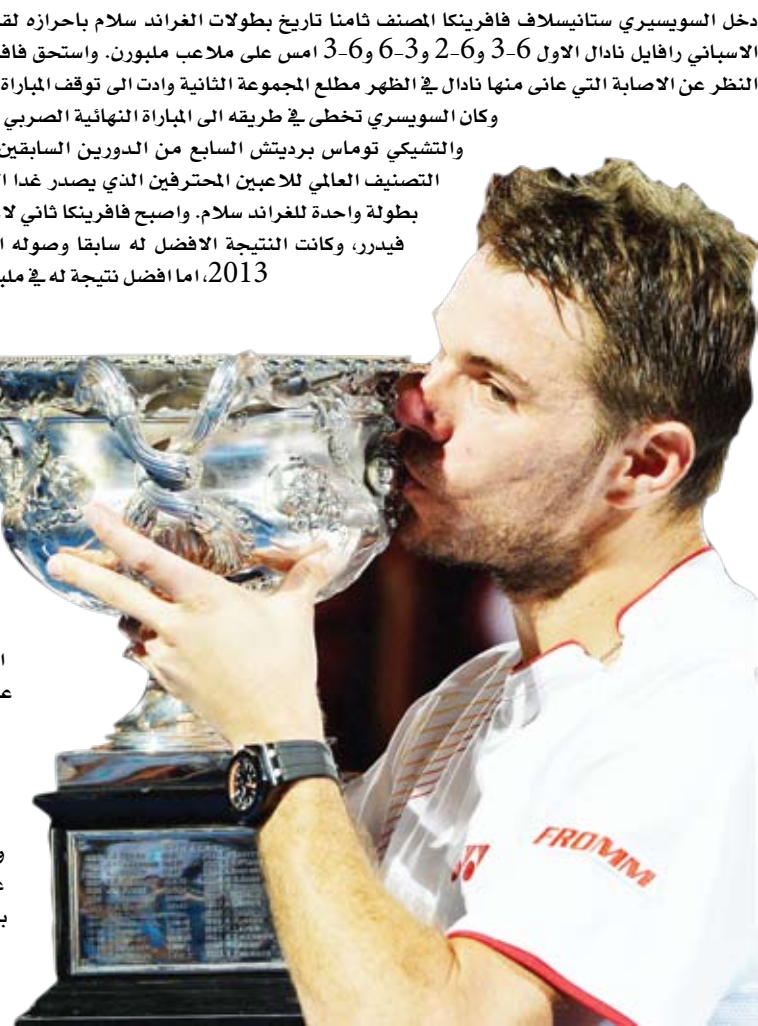 دخل السويسيري ستانيسلاف فافرينكا المصنف ثامنا تاريخ بطولات الغراند سلام باحرازه لق
الاسباني رافايل نادال الاول 6-3 و6-2 و3-6 و6-3 امس على ملاعب ملبورن. واستحق فاف
النظر عن الاصابة التي عانى منها نادال في الظهر مطلع المجموعة الثانية وادت الى توقف المباراة
وكان السويسري تخطى في طريقه الى المباراة النهائية الصربي
والتشيكي توماس برديتش السابع من الدورين السابقين
التصنيف العالمي للاعبين المحترفين الذي يصدر غدا ا
بطولة واحدة للغراند سلام. واصبح فافرينكا ثاني لا
فيدرر، وكانت النتيجة الافضل له سابقا وصوله ا
2013، اما افضل نتيجة له في ملب
ا
ع
FROMM
و
ع
ب